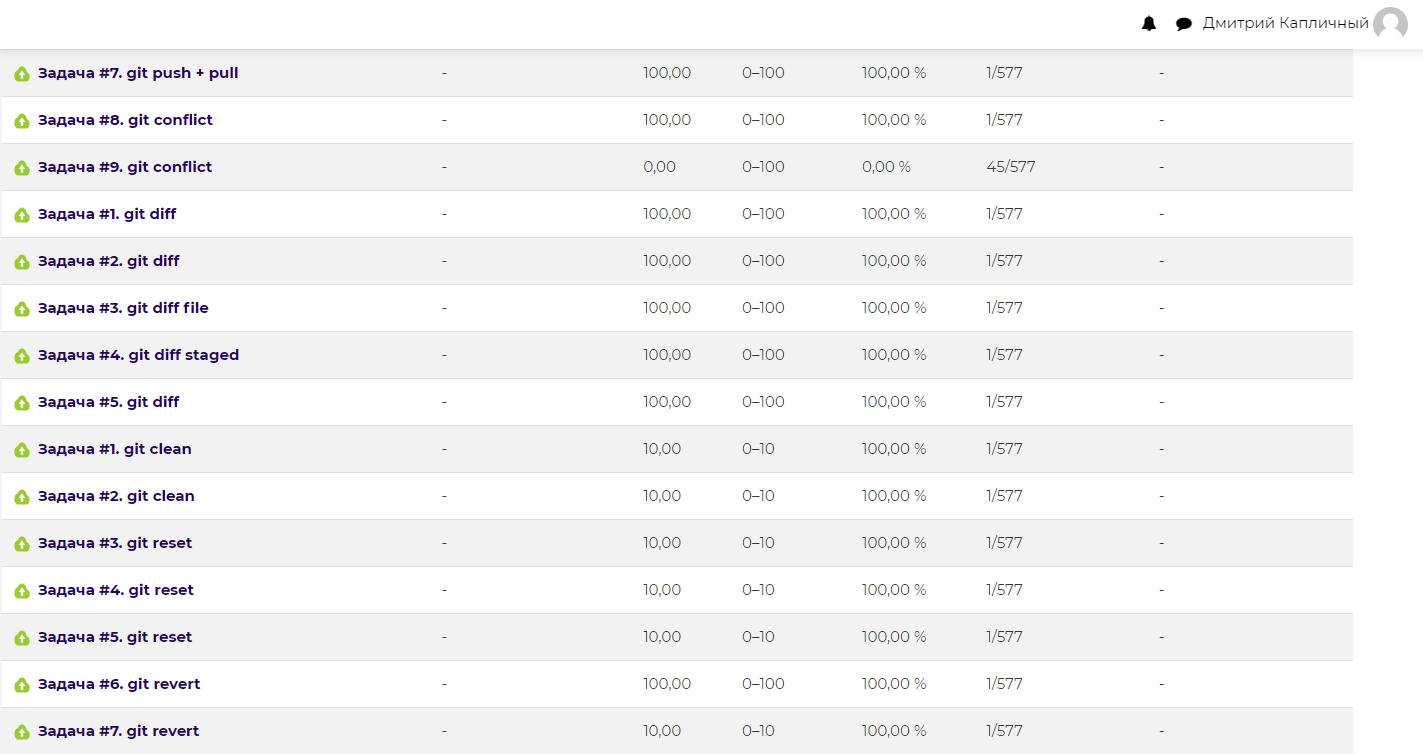 Дмитрий Капличный
Задача #7. git push + pull - 100,00 0–100 100,00 % 1/577 -
Задача #8. git conflict - 100,00 0–100 100,00 % 1/577 -
Задача #9. git conflict - 0,00 0–100 0,00 % 45/577 -
Задача #1. git diff - 100,00 0–100 100,00 % 1/577 -
Задача #2. git diff - 100,00 0–100 100,00 % 1/577 -
Задача #3. git diff file - 100,00 0–100 100,00 % 1/577 -
Задача #4. git diff staged - 100,00 0–100 100,00 % 1/577 -
Задача #5. git diff - 100,00 0–100 100,00 % 1/577 -
Задача #1. git clean - 10,00 0–10 100,00 % 1/577 -
Задача #2. git clean - 10,00 0–10 100,00 % 1/577 -
Задача #3. git reset - 10,00 0–10 100,00 % 1/577 -
Задача #4. git reset - 10,00 0–10 100,00 % 1/577 -
Задача #5. git reset - 10,00 0–10 100,00 % 1/577 -
Задача #6. git revert - 100,00 0–100 100,00 % 1/577 -
Задача #7. git revert - 10,00 0–10 100,00 % 1/577 -